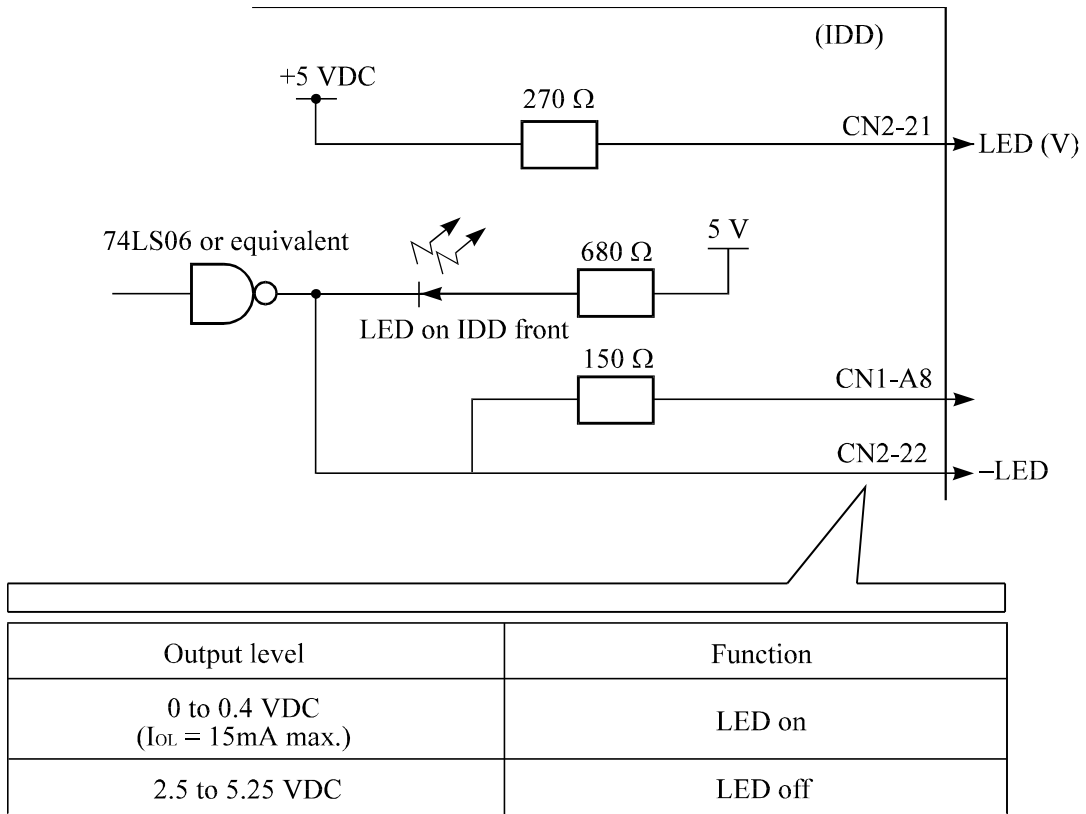 (IDD)
+5 VDC
270 Ω
CN2-21
LED (V)
74LS06 or equivalent
5 V
680 Ω
LED on IDD front
150 Ω
CN1-A8
CN2-22
–LED
Output level
Function
0 to 0.4 VDC
(IOL = 15mA max.)
LED on
2.5 to 5.25 VDC
LED off